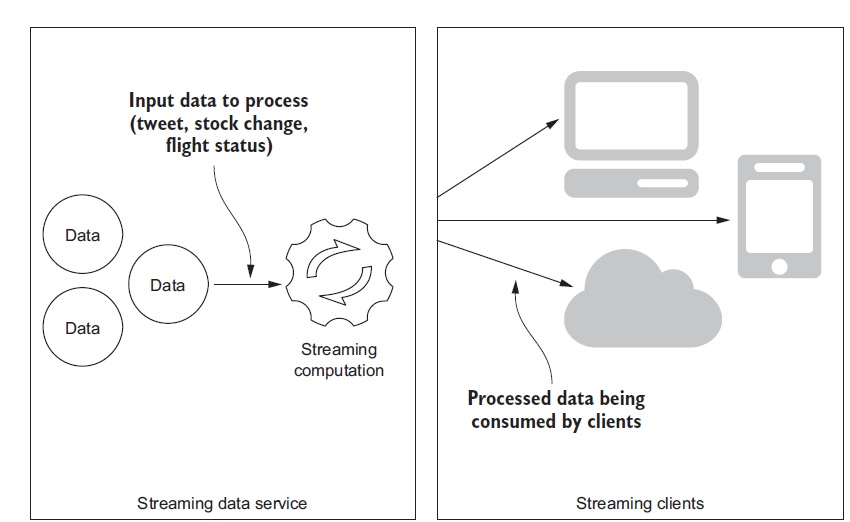 Input data to process
(tweet, stock change,
flight status)
Data
Data
Data
Streaming
computation
Streaming data service
Processed data being
consumed by clients
Streaming clients